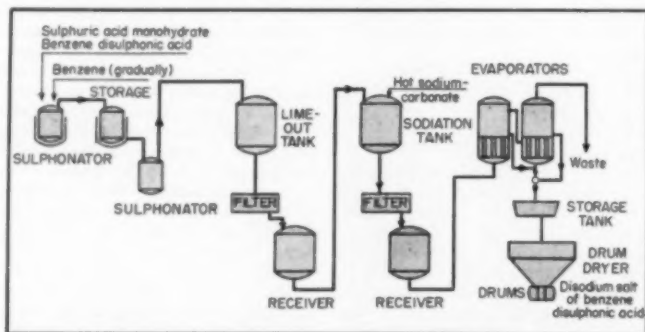 Sulphuric acid monohydrate
Benzene disulphonic acid
Benzene (gradually)
STORAGE
SULPHONATOR
SULPHONATOR
LIME-
OUT
TANK
FILTER
RECEIVER
Hot sodium-
carbonate
SODIATION
TANK
FILTER
RECEIVER
EVAPORATORS
Waste
STORAGE
TANK
DRUM
DRYER
DRUMS
Disodium salt
of benzene
disulphonic acid